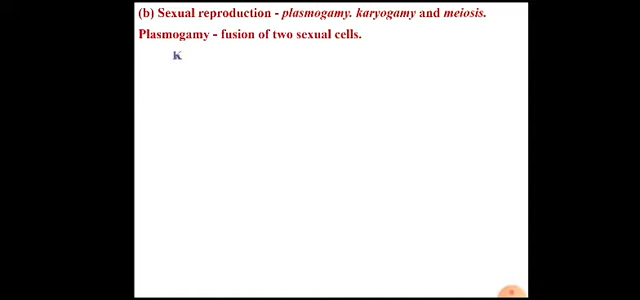 (b) Sexual reproduction - plasmogamy. karyogamy and meiosis.
Plasmogamy - fusion of two sexual cells.
K